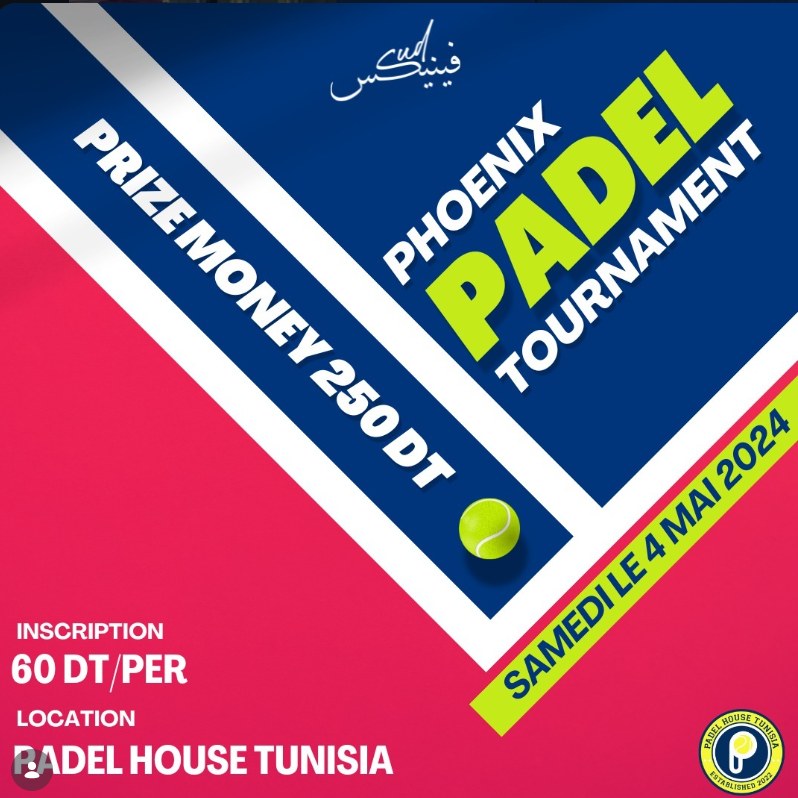 sud
فينيكس
PHOENIX
PADEL
TOURNAMENT
PRIZE MONEY 250 DT
SAMEDI LE 4 MAI 2024
INSCRIPTION
60 DT/PER
LOCATION
PADEL HOUSE TUNISIA
PADEL HOUSE TUNISIA
ESTABLISHED 2022